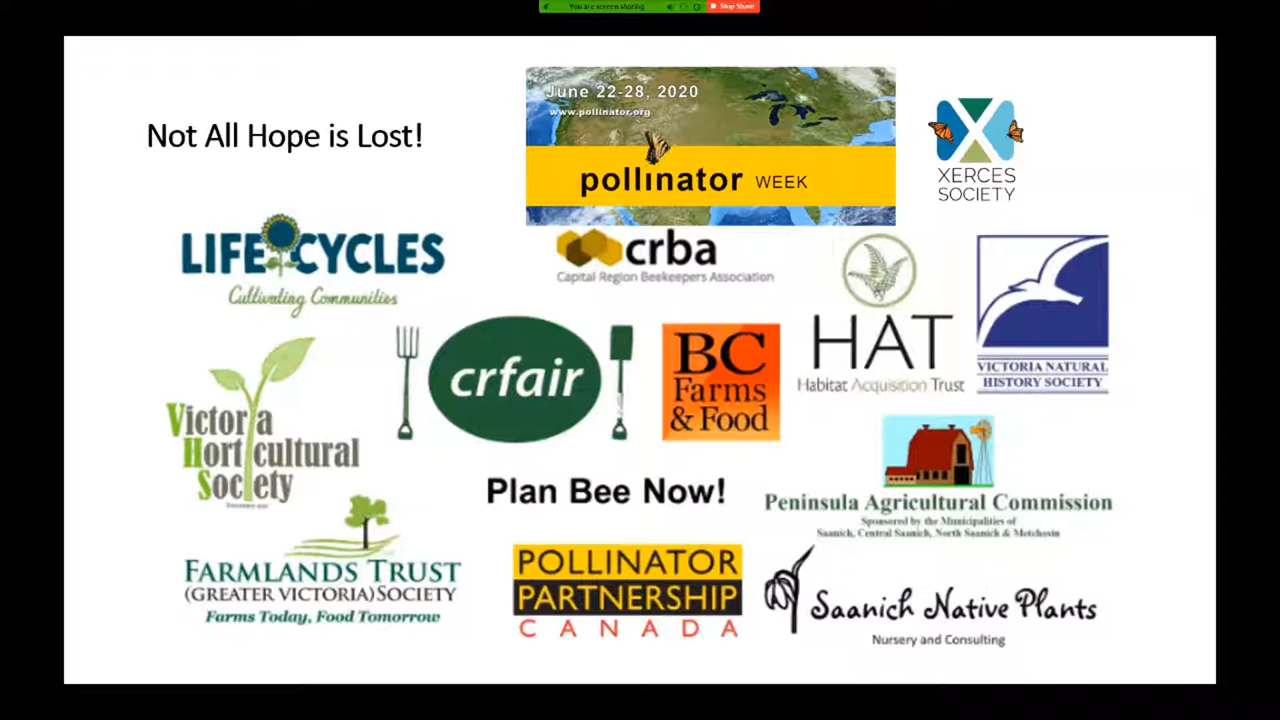 You are screen sharing
Stop Share
Not All Hope is Lost!
June 22-28, 2020
www.pollinator.org
pollinator WEEK
XERCES
SOCIETY
LIFECYCLES
Cultivating Communities
crba
Capital Region Beekeepers Association
HAT
Habitat Acquisition Trust
VICTORIA NATURAL
HISTORY SOCIETY
Victoria
Horticultural
Society
crfair
BC
Farms
& Food
Plan Bee Now!
Peninsula Agricultural Commission
Sponsored by the Municipalities of
Saanich, Central Saanich, North Saanich & Metchosin
FARMLANDS TRUST
(GREATER VICTORIA) SOCIETY
Farms Today, Food Tomorrow
POLLINATOR
PARTNERSHIP
CANADA
Saanich Native Plants
Nursery and Consulting